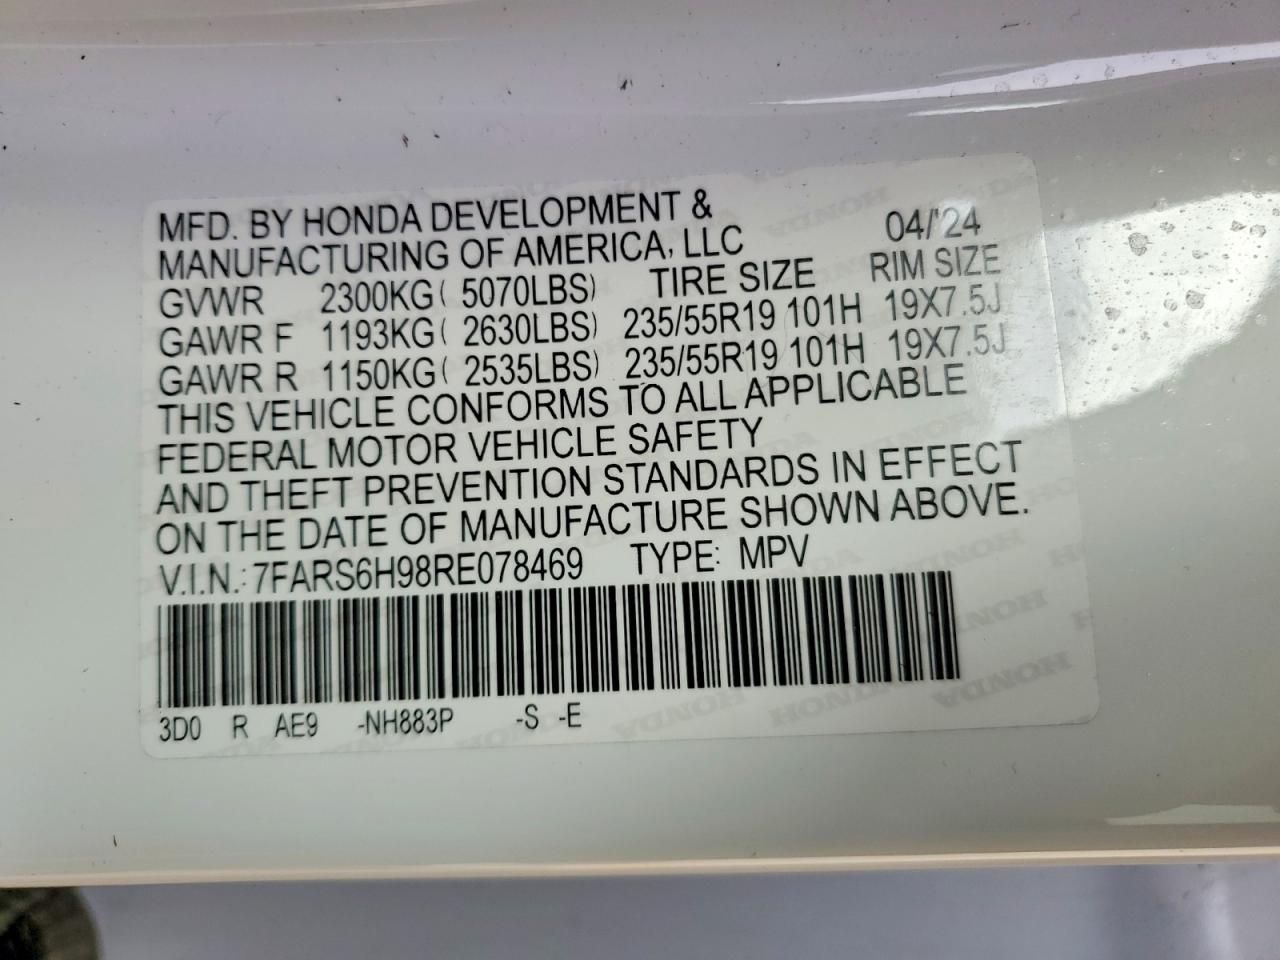 MFD. BY HONDA DEVELOPMENT &
MANUFACTURING OF AMERICA, LLC 04/'24
GVWR 2300KG( 5070LBS) TIRE SIZE RIM SIZE
GAWR F 1193KG( 2630LBS) 235/55R19 101H 19X7.5J
GAWR R 1150KG( 2535LBS) 235/55R19 101H 19X7.5J
THIS VEHICLE CONFORMS TO ALL APPLICABLE
FEDERAL MOTOR VEHICLE SAFETY
AND THEFT PREVENTION STANDARDS IN EFFECT
ON THE DATE OF MANUFACTURE SHOWN ABOVE.
V.I.N.: 7FARS6H98RE078469 TYPE: MPV
3D0 R AE9 -NH883P -S -E